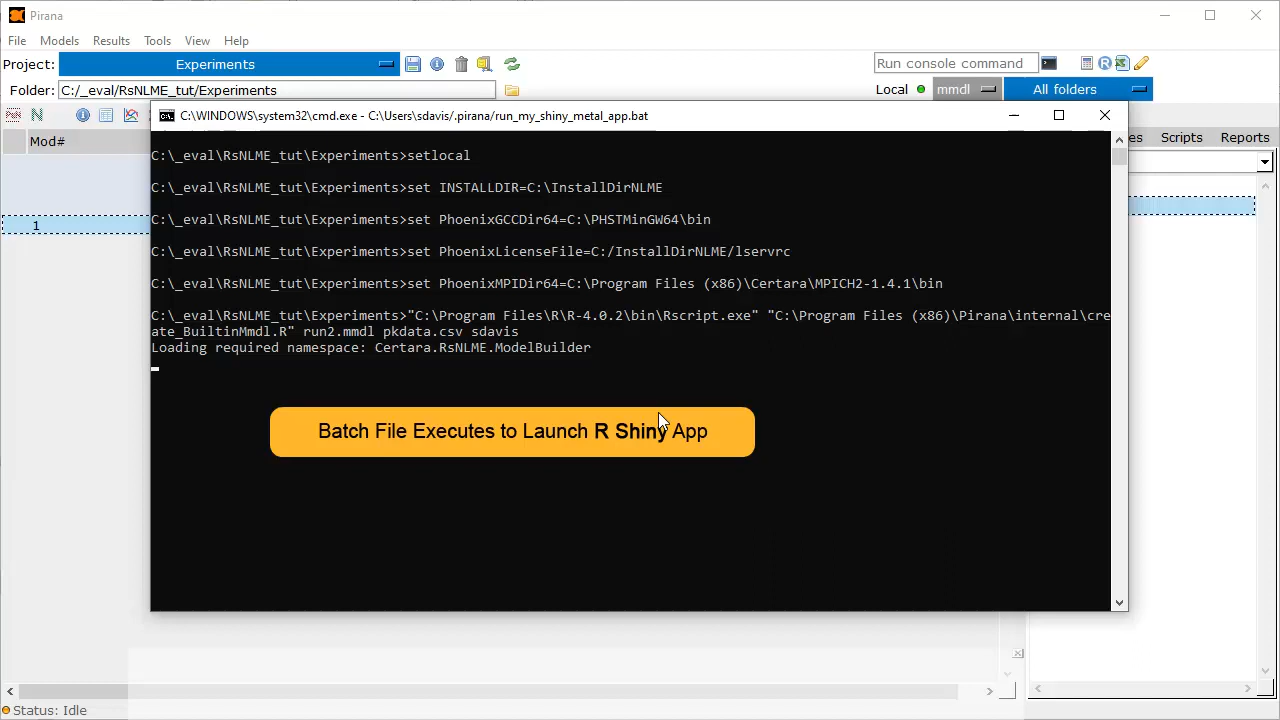 Pirana
File Models Results Tools View Help
Project: Experiments Run console command
Folder: C:/_eval/RsNLME_tut/Experiments Local mmdl All folders
C:\WINDOWS\system32\cmd.exe - C:\Users\sdavis/.pirana/run_my_shiny_metal_app.bat
Mod# es Scripts Reports
1
C:\_eval\RsNLME_tut\Experiments>setlocal
C:\_eval\RsNLME_tut\Experiments>set INSTALLDIR=C:\InstallDirNLME
C:\_eval\RsNLME_tut\Experiments>set PhoenixGCCDir64=C:\PHSTMinGW64\bin
C:\_eval\RsNLME_tut\Experiments>set PhoenixLicenseFile=C:/InstallDirNLME/lservrc
C:\_eval\RsNLME_tut\Experiments>set PhoenixMPIDir64=C:\Program Files (x86)\Certara\MPICH2-1.4.1\bin
C:\_eval\RsNLME_tut\Experiments>"C:\Program Files\R\R-4.0.2\bin\Rscript.exe" "C:\Program Files (x86)\Pirana\internal\cre
ate_BuiltinMmdl.R" run2.mmdl pkdata.csv sdavis
Loading required namespace: Certara.RsNLME.ModelBuilder
Batch File Executes to Launch R Shiny App
Status: Idle